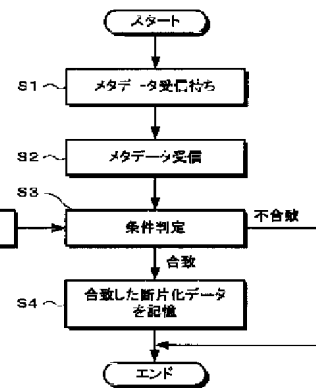 スタート
S1
メタデータ受信待ち
S2
メタデータ受信
S3
条件判定
不合致
合致
S4
合致した断片化データ
を記憶
エンド